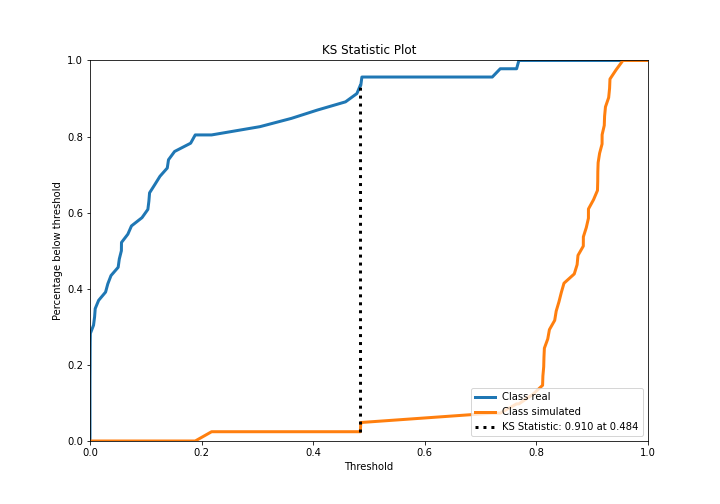 KS Statistic Plot
Percentage below threshold
1.0
0.8
0.6
0.4
0.2
0.0
0.0 0.2 0.4 0.6 0.8 1.0
Threshold
Class real
Class simulated
KS Statistic: 0.910 at 0.484